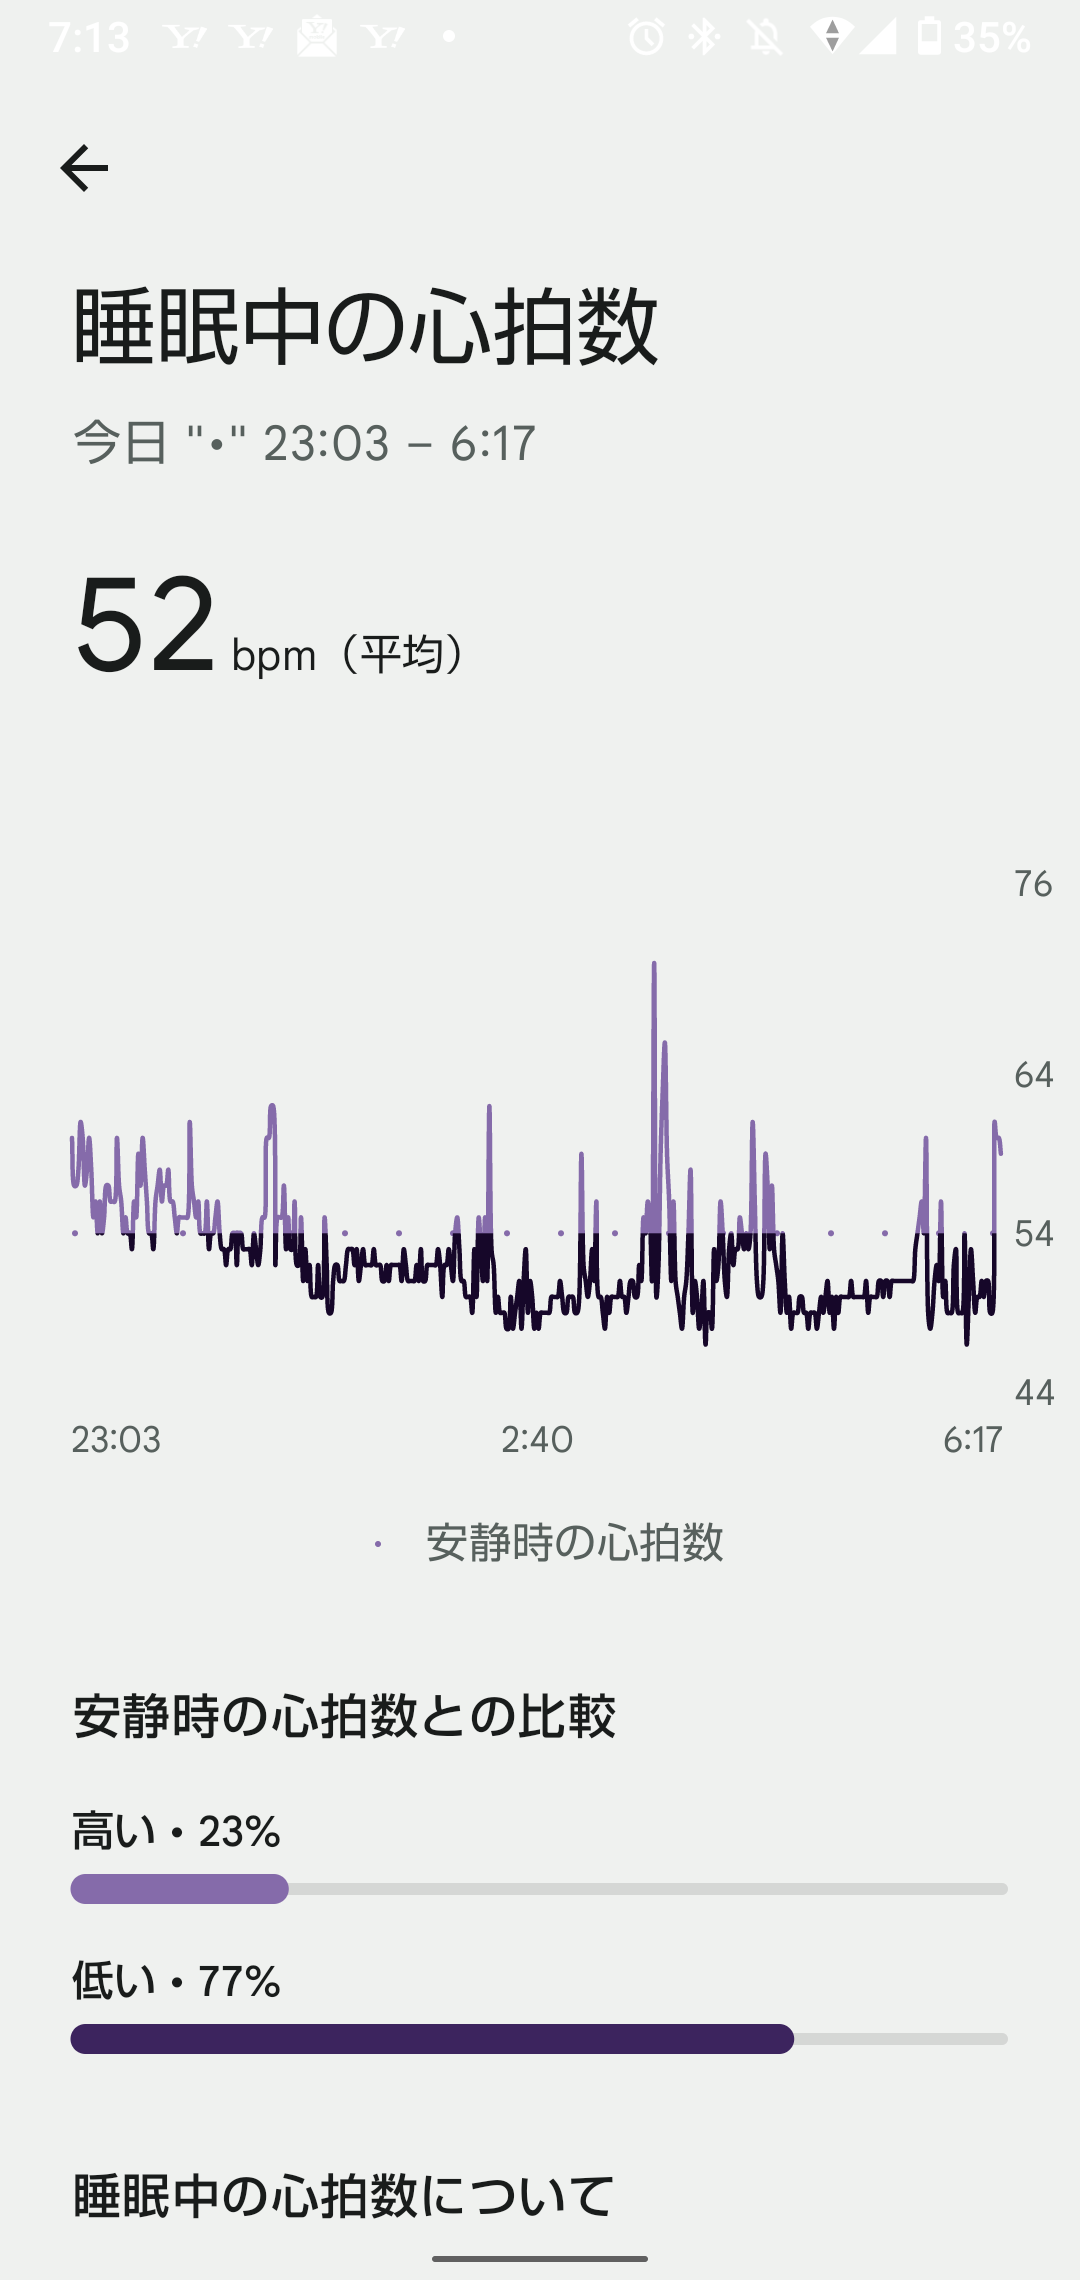 7:13 Y! Y! Y! Y! 35%
睡眠中の心拍数
今日 "•" 23:03 – 6:17
52 bpm（平均）
76
64
54
44
23:03 2:40 6:17
安静時の心拍数
安静時の心拍数との比較
高い・23%
低い・77%
睡眠中の心拍数について